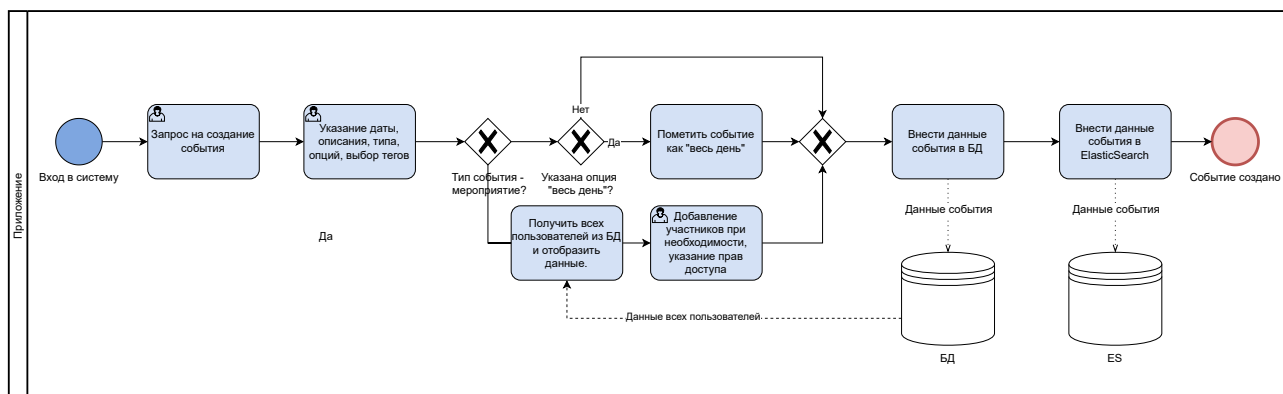 Приложение
Вход в систему
Запрос на создание
события
Указание даты,
описания, типа,
опций, выбор тегов
Тип события -
мероприятие?
Нет
Да
Указана опция
"весь день"?
Пометить событие
как "весь день"
Внести данные
события в БД
Внести данные
события в
ElasticSearch
Событие создано
Да
Получить всех
пользователей из БД
и отобразить
данные.
Добавление
участников при
необходимости,
указание прав
доступа
Данные события
Данные события
Данные всех пользователей
БД
ES